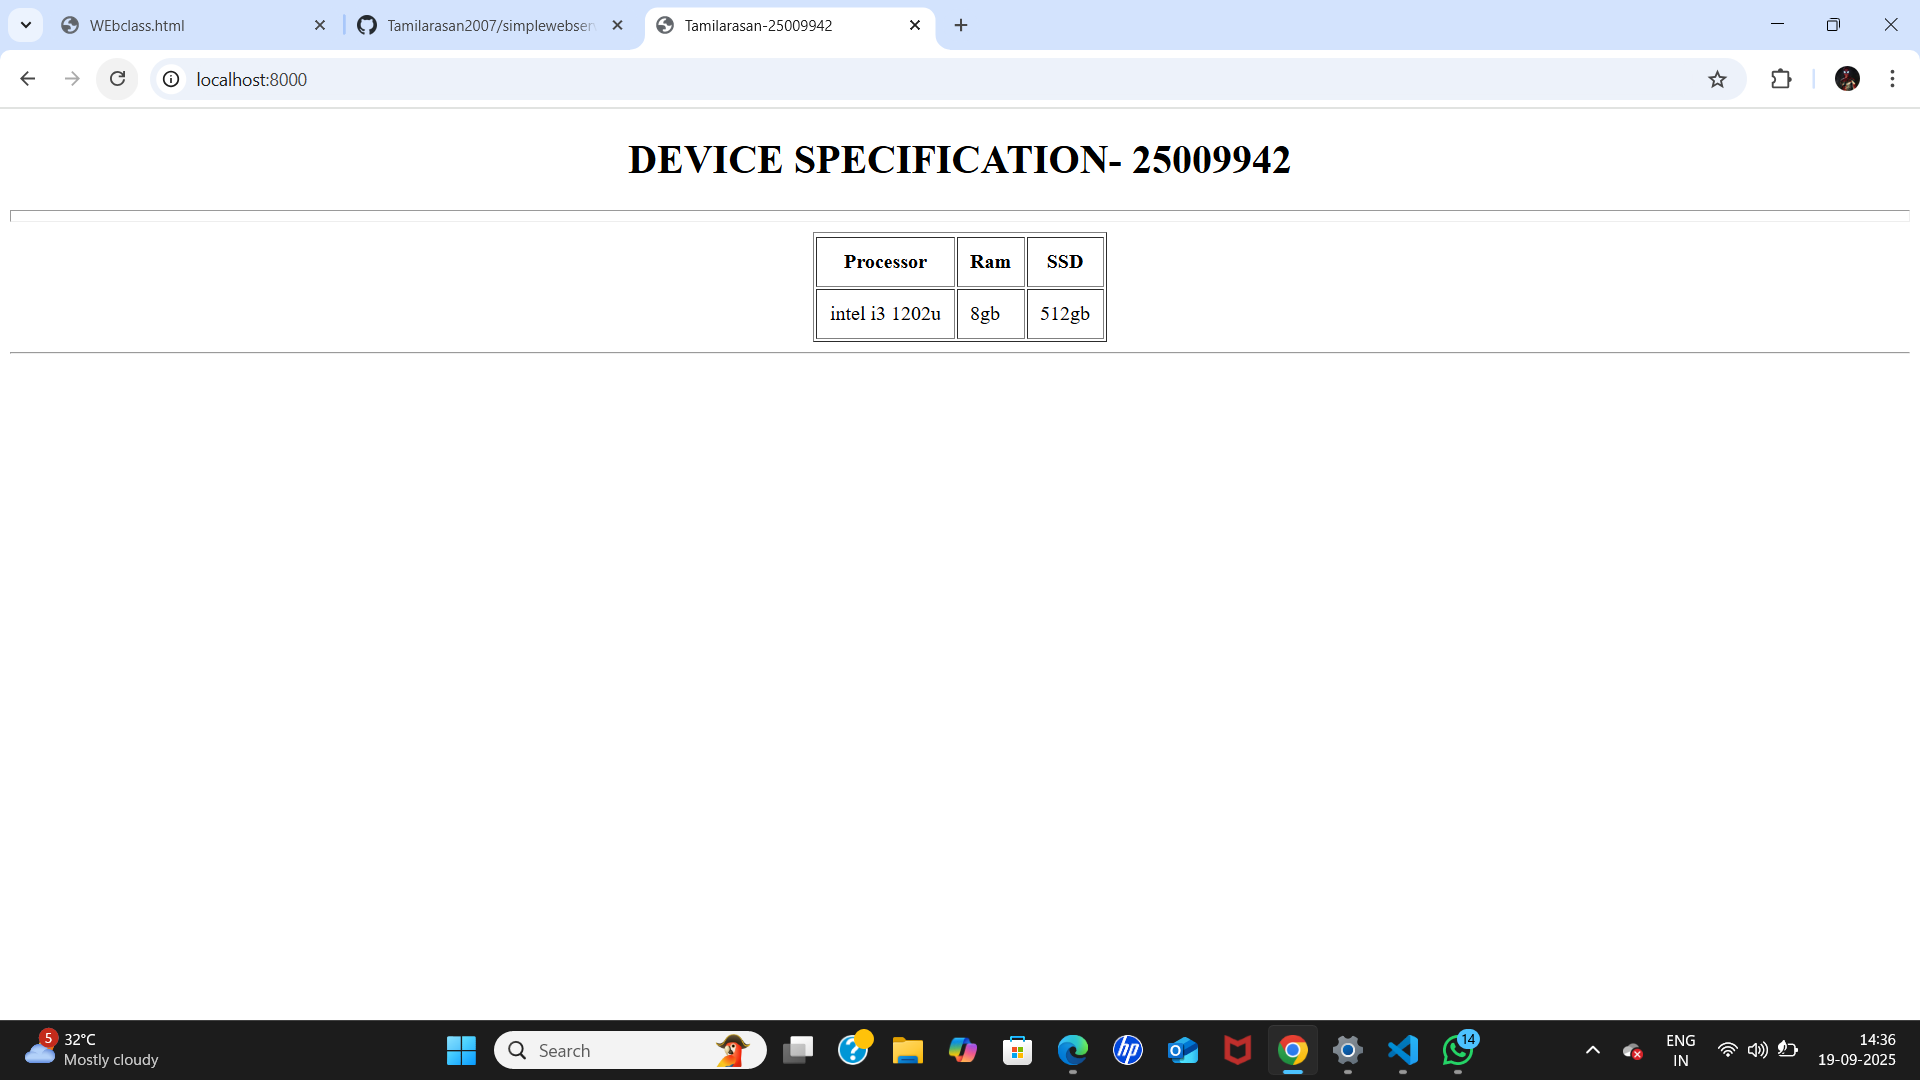 WEbclass.html
Tamilarasan2007/simplewebser
Tamilarasan-25009942
localhost:8000
DEVICE SPECIFICATION- 25009942
Processor Ram SSD
intel i3 1202u 8gb 512gb
5
32°C
Mostly cloudy
Search
hp
14
ENG
IN
14:36
19-09-2025